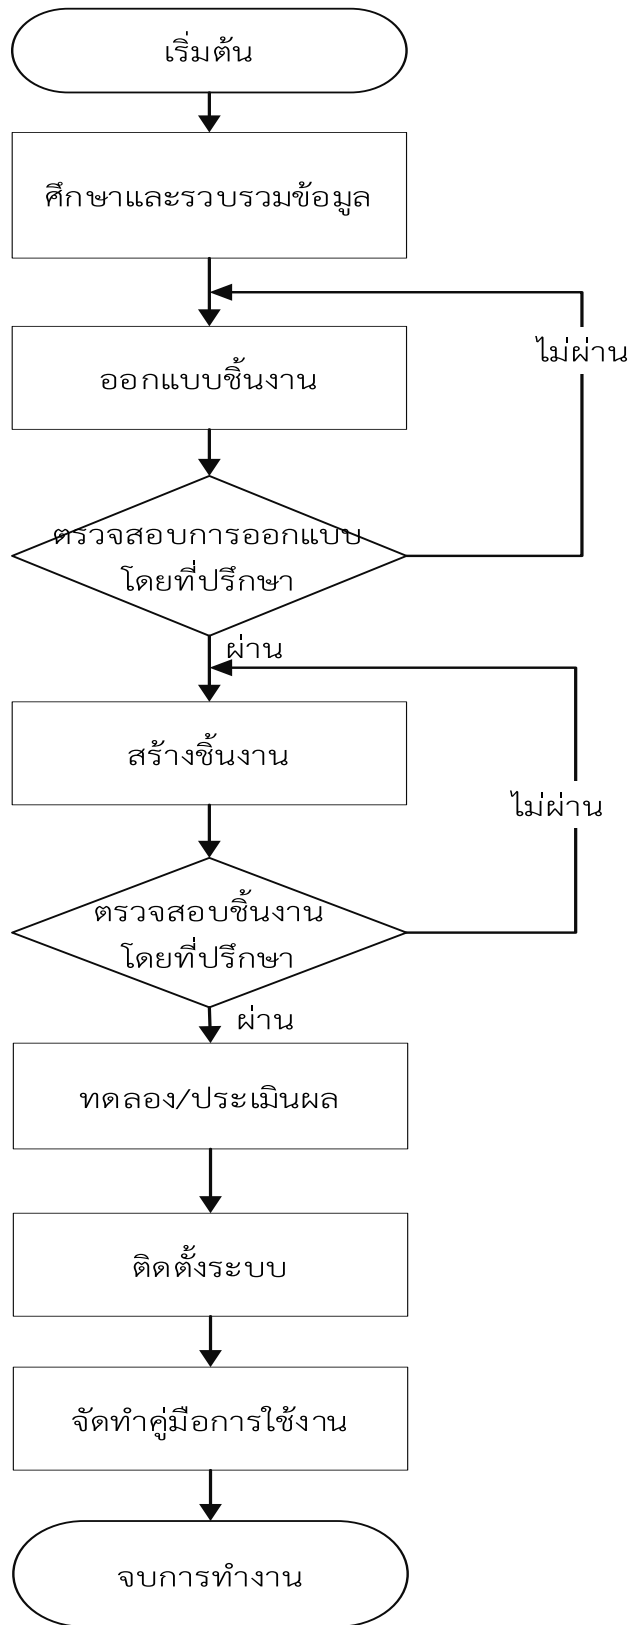 เริ่มต้น
ศึกษาและรวบรวมข้อมูล
ไม่ผ่าน
ออกแบบชิ้นงาน
ตรวจสอบการออกแบบ
โดยที่ปรึกษา
ผ่าน
สร้างชิ้นงาน
ไม่ผ่าน
ตรวจสอบชิ้นงาน
โดยที่ปรึกษา
ผ่าน
ทดลอง/ประเมินผล
ติดตั้งระบบ
จัดทำคู่มือการใช้งาน
จบการทำงาน